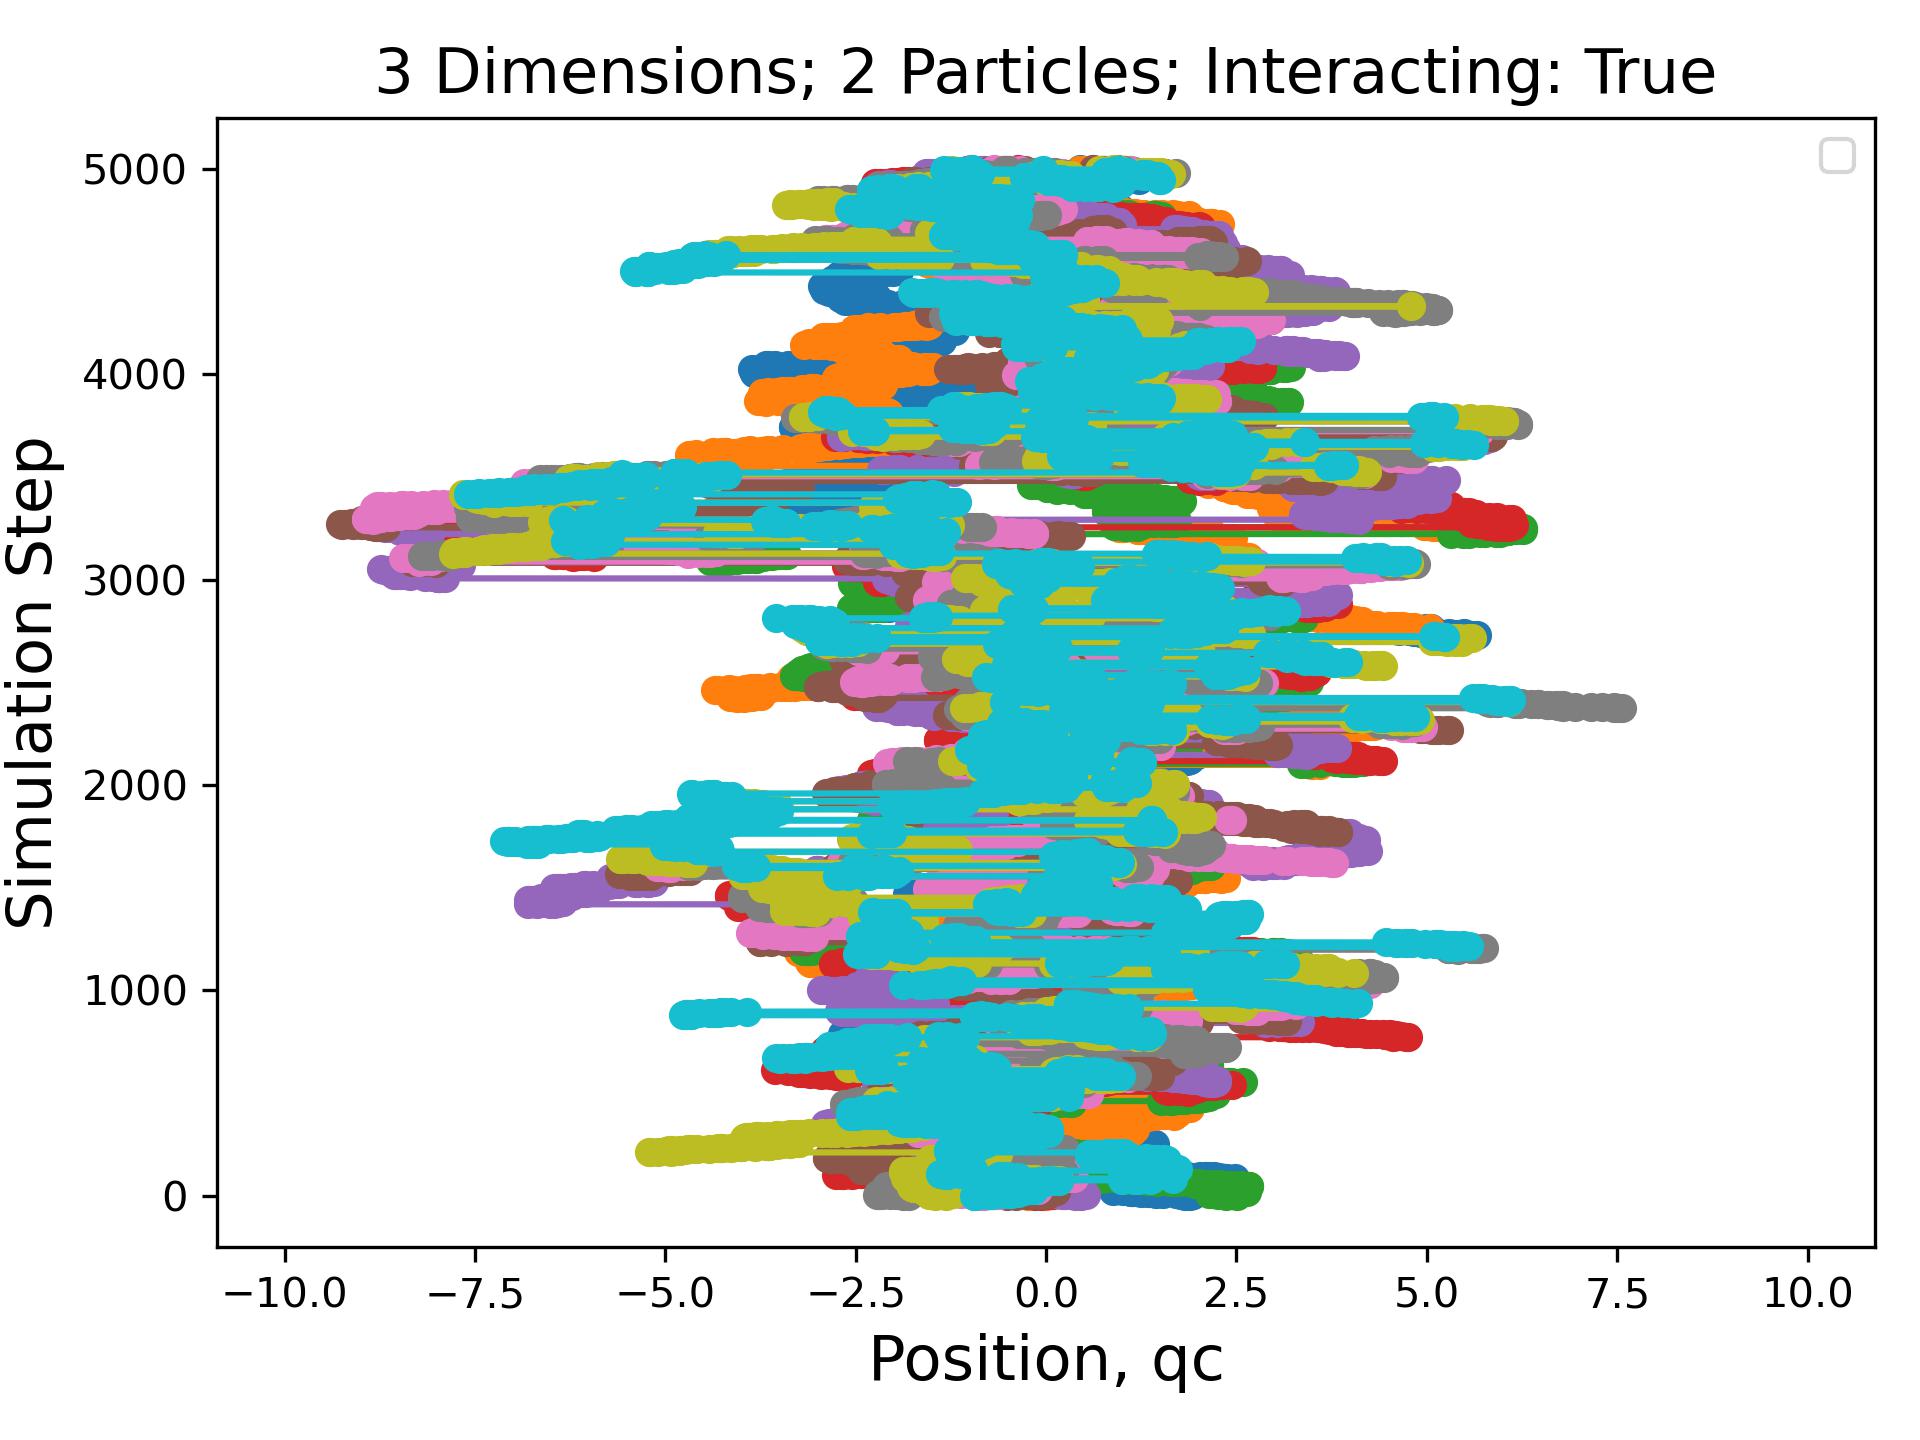 3 Dimensions; 2 Particles; Interacting: True
Simulation Step
5000
4000
3000
2000
1000
0
−10.0 −7.5 −5.0 −2.5 0.0 2.5 5.0 7.5 10.0
Position, qc